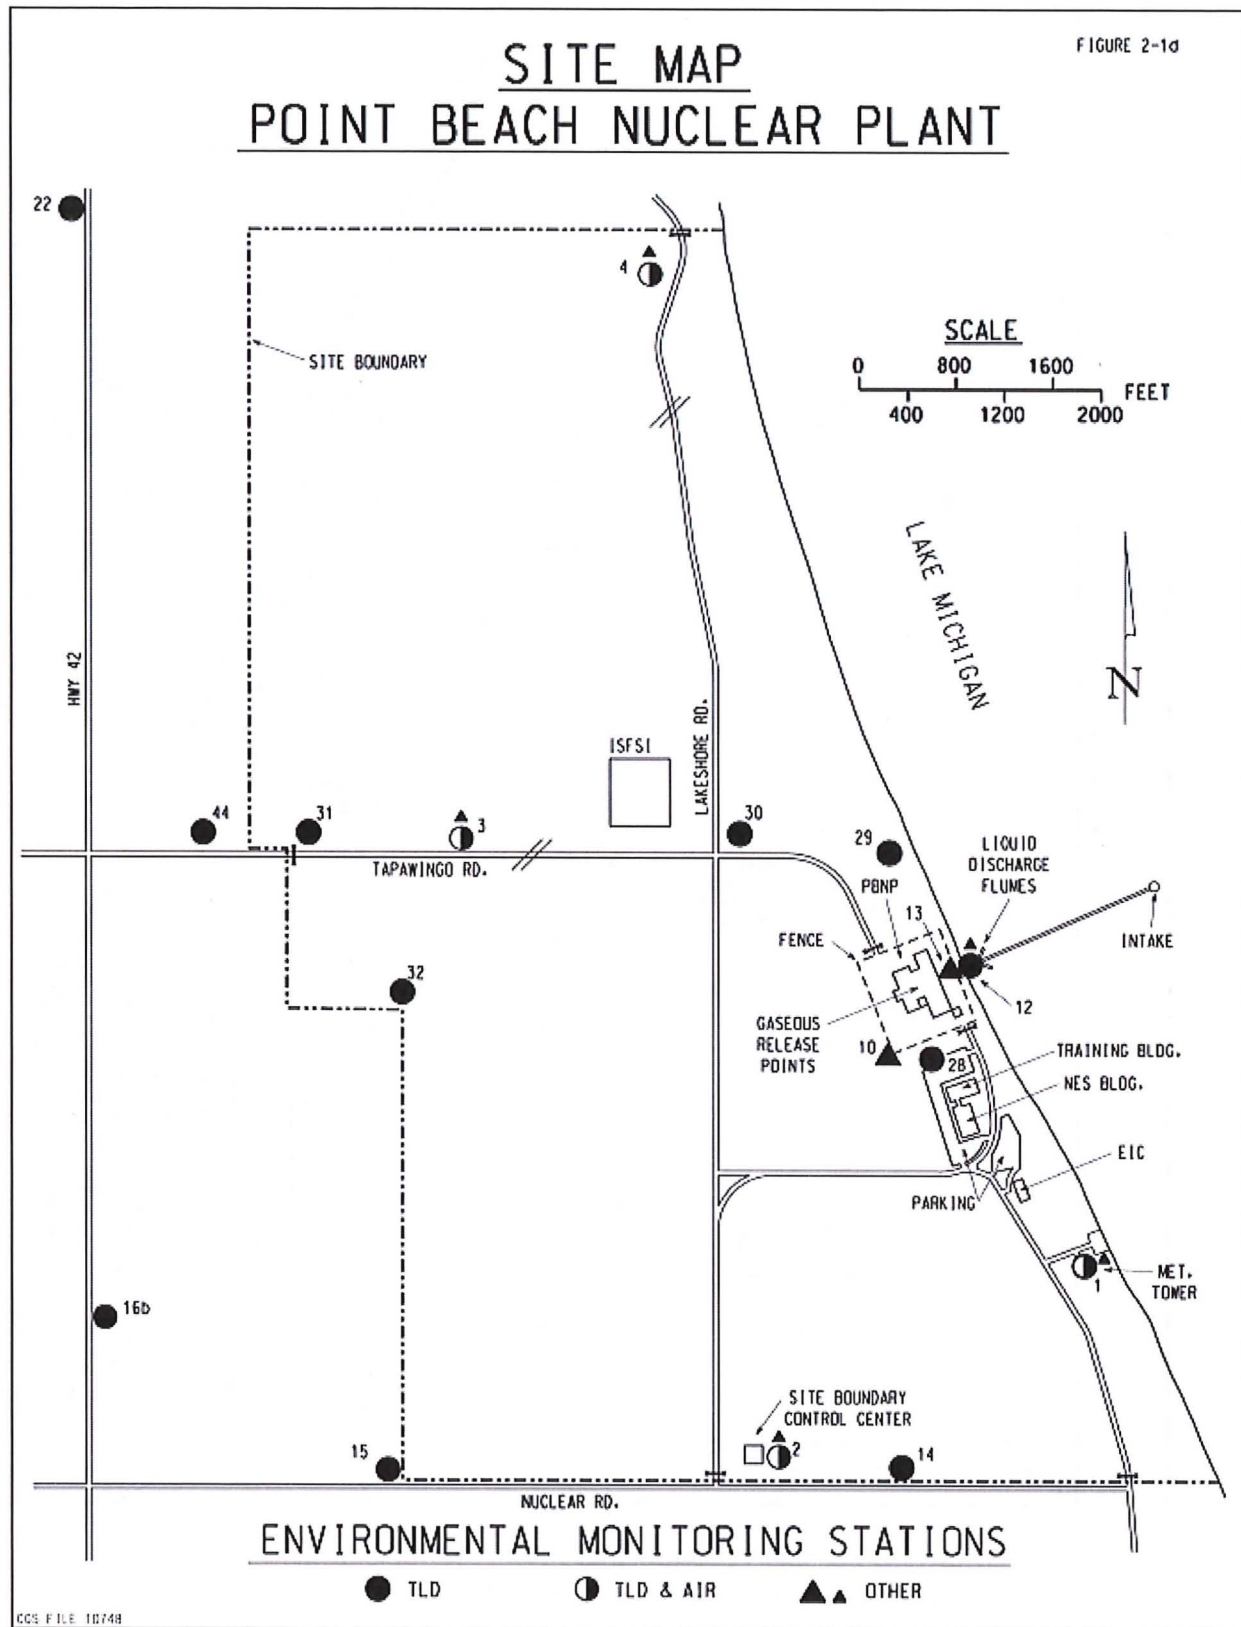 FIGURE 2-1d
SITE MAP
POINT BEACH NUCLEAR PLANT
22
4
SITE BOUNDARY
SCALE
0 800 1600
FEET
400 1200 2000
LAKE MICHIGAN
N
HWY 42
LAKESHORE RD.
ISFSI
44
31
3
30
29
TAPAWINGO RD.
LIQUID
DISCHARGE
FLUMES
PBNP
13
FENCE
INTAKE
32
12
GASEOUS
RELEASE
POINTS
10
28
TRAINING BLDG.
NES BLDG.
EIC
PARKING
1
MET.
TOWER
16b
SITE BOUNDARY
CONTROL CENTER
15
2
14
NUCLEAR RD.
ENVIRONMENTAL MONITORING STATIONS
TLD
TLD & AIR
OTHER
CCS FILE 10748